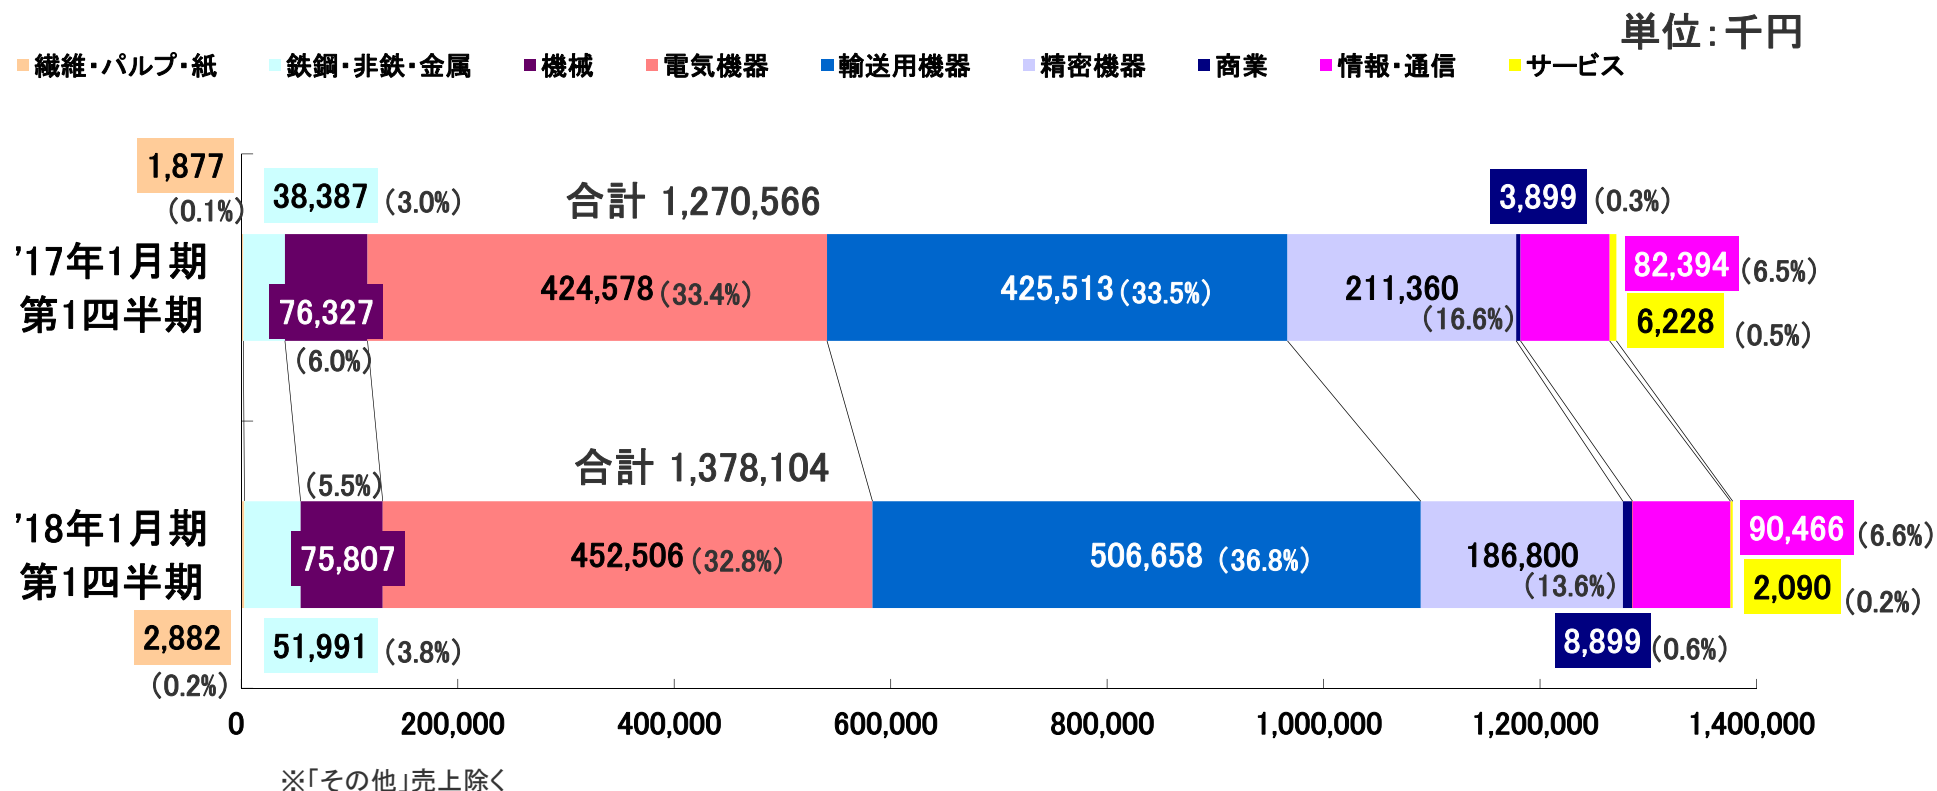 単位：千円
繊維・パルプ・紙 鉄鋼・非鉄・金属 機械 電気機器 輸送用機器 精密機器 商業 情報・通信 サービス
1,877
（0.1%）
38,387（3.0%）
合計 1,270,566
3,899（0.3%）
'17年1月期
第1四半期
76,327
（6.0%）
424,578（33.4%）
425,513（33.5%）
211,360
（16.6%）
82,394（6.5%）
6,228（0.5%）
合計 1,378,104
（5.5%）
'18年1月期
第1四半期
75,807
452,506（32.8%）
506,658（36.8%）
186,800
（13.6%）
90,466（6.6%）
2,090（0.2%）
2,882
（0.2%）
51,991（3.8%）
8,899（0.6%）
0 200,000 400,000 600,000 800,000 1,000,000 1,200,000 1,400,000
※「その他」売上除く